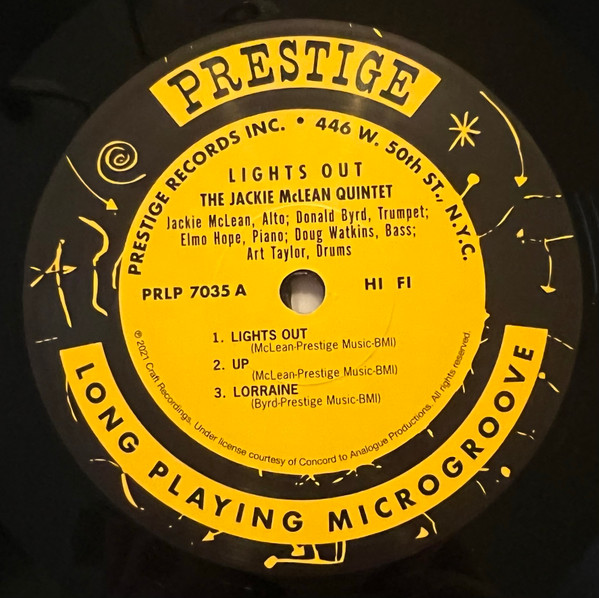 PRESTIGE
PRESTIGE RECORDS INC. • 446 W. 50th ST., N.Y.C.
LIGHTS OUT
THE JACKIE McLEAN QUINTET
Jackie McLean, Alto; Donald Byrd, Trumpet;
Elmo Hope, Piano; Doug Watkins, Bass;
Art Taylor, Drums
PRLP 7035 A
HI FI
1. LIGHTS OUT
(McLean-Prestige Music-BMI)
2. UP
(McLean-Prestige Music-BMI)
3. LORRAINE
(Byrd-Prestige Music-BMI)
℗ 2021 Craft Recordings. Under license courtesy of Concord to Analogue Productions. All rights reserved.
LONG PLAYING MICROGROOVE